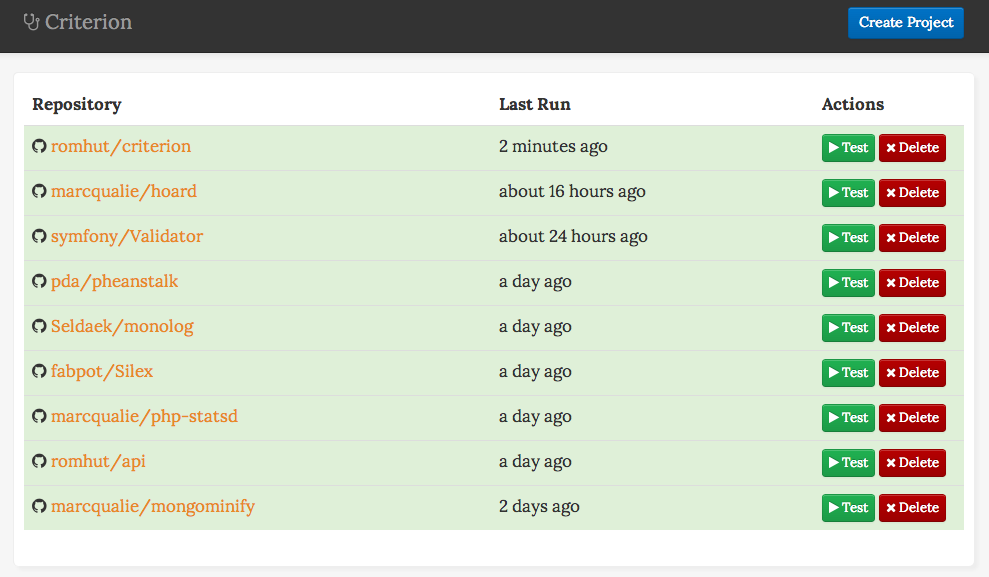 Criterion Create Project
Repository Last Run Actions
romhut/criterion 2 minutes ago Test Delete
marcqualie/hoard about 16 hours ago Test Delete
symfony/Validator about 24 hours ago Test Delete
pda/pheanstalk a day ago Test Delete
Seldaek/monolog a day ago Test Delete
fabpot/Silex a day ago Test Delete
marcqualie/php-statsd a day ago Test Delete
romhut/api a day ago Test Delete
marcqualie/mongominify 2 days ago Test Delete